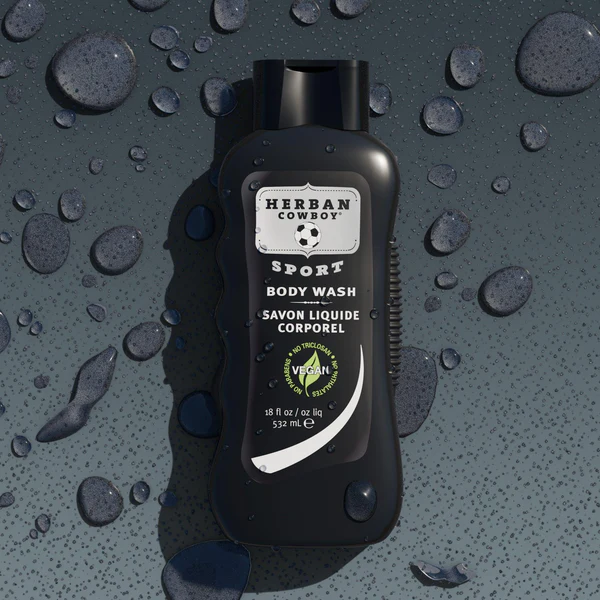 HERBAN
COWBOY®
SPORT
BODY WASH
SAVON LIQUIDE
CORPOREL
NO PARABENS • NO TRICLOSAN • NO PHTHALATES
VEGAN
18 fl oz / oz liq
532 mL e